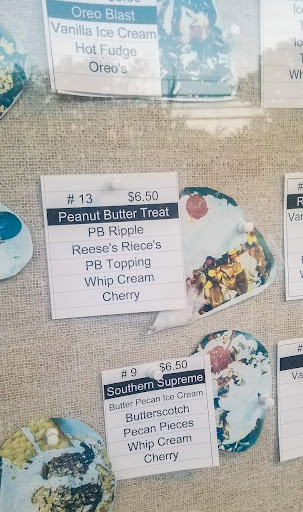 Oreo Blast
Vanilla Ice Cream
Hot Fudge
Oreo's
# 13 $6.50
Peanut Butter Treat
PB Ripple
Reese's Riece's
PB Topping
Whip Cream
Cherry
# 9 $6.50
Southern Supreme
Butter Pecan Ice Cream
Butterscotch
Pecan Pieces
Whip Cream
Cherry